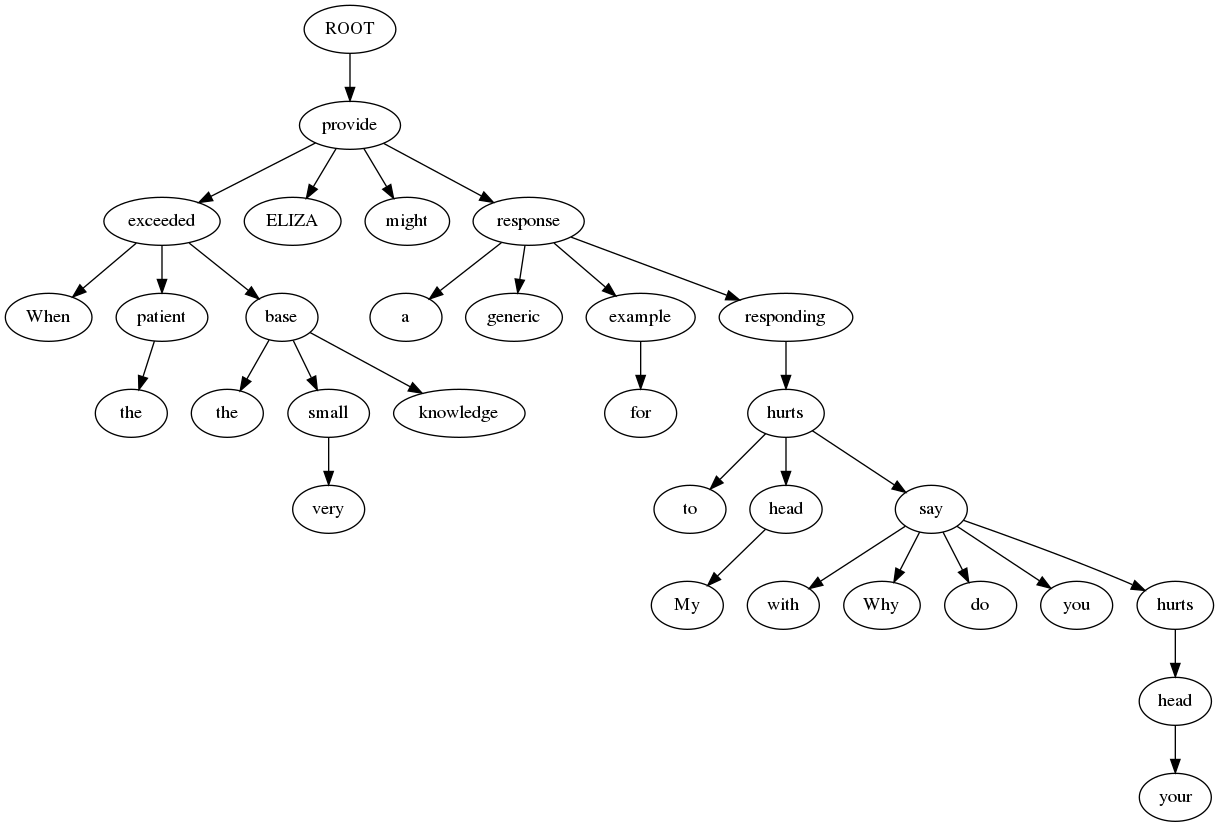 ROOT
provide
exceeded ELIZA might response
When patient base a generic example responding
the the small knowledge for hurts
very to head say
My with Why do you hurts
head
your